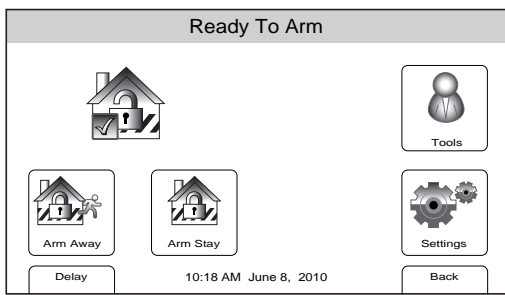 Ready To Arm
Tools
Arm Away
Arm Stay
Settings
Delay
10:18 AM June 8, 2010
Back